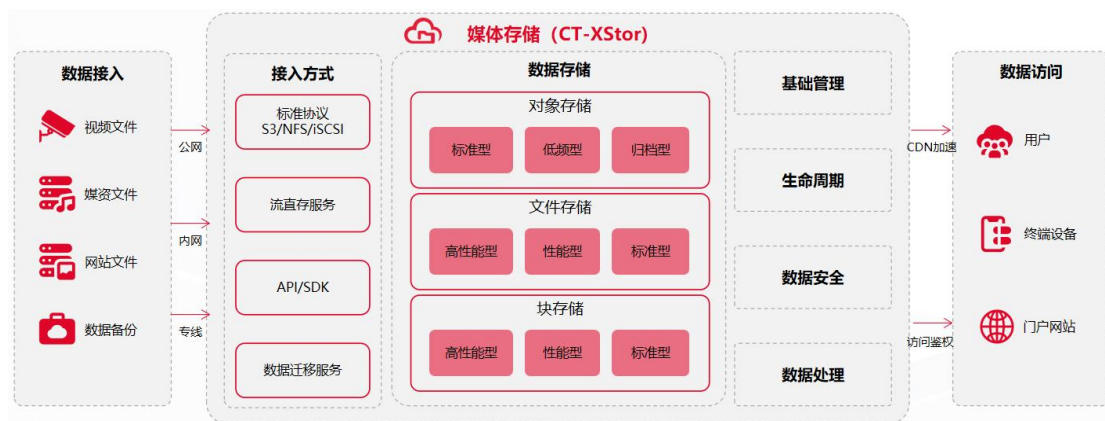 媒体存储（CT-XStor）
数据接入
视频文件
媒资文件
网站文件
数据备份
公网
内网
专线
接入方式
标准协议
S3/NFS/iSCSI
流直存服务
API/SDK
数据迁移服务
数据存储
对象存储
标准型
低频型
归档型
文件存储
高性能型
性能型
标准型
块存储
高性能型
性能型
标准型
基础管理
生命周期
数据安全
数据处理
CDN加速
访问鉴权
数据访问
用户
终端设备
门户网站